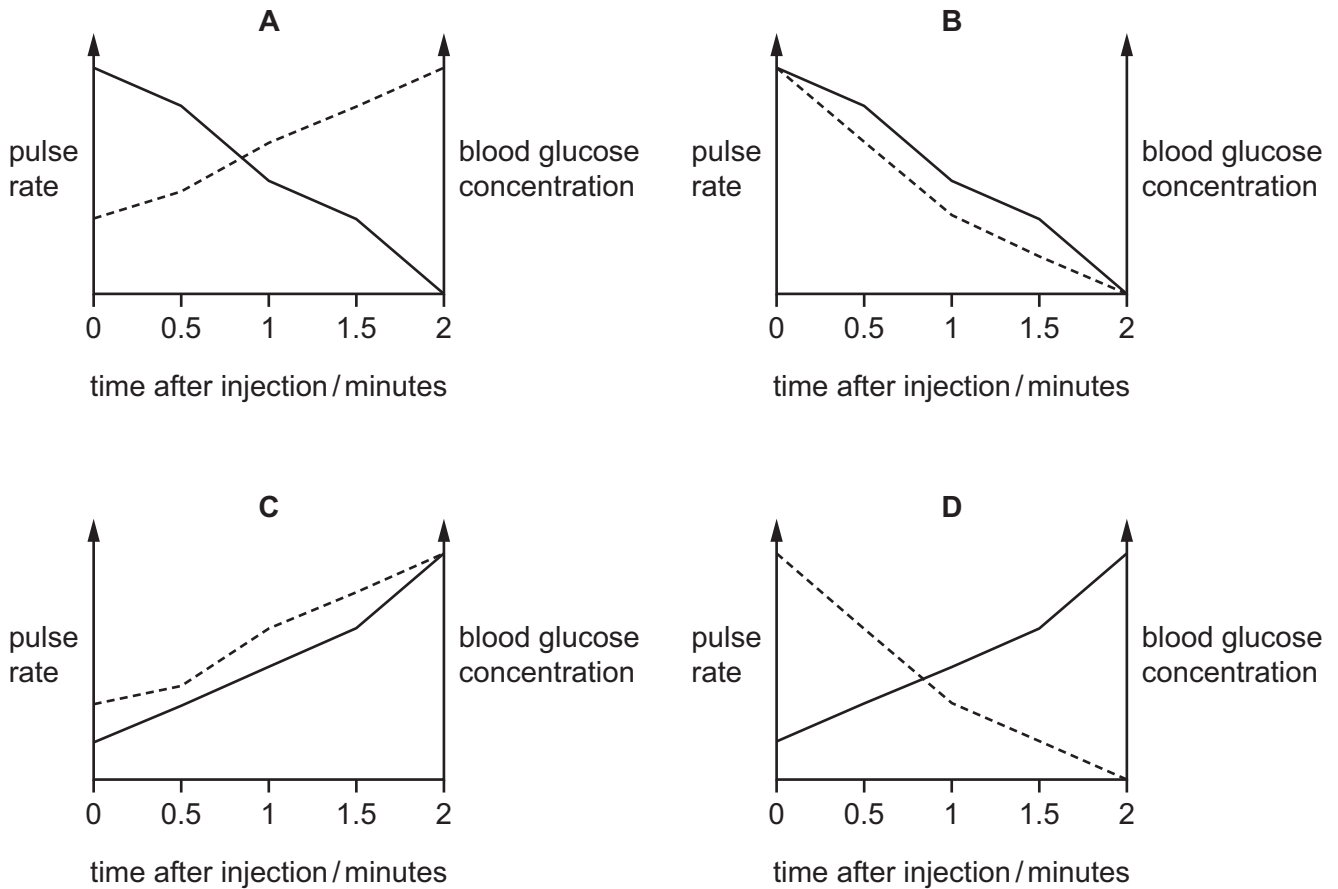 A
pulse
rate
blood glucose
concentration
0 0.5 1 1.5 2
time after injection / minutes
B
pulse
rate
blood glucose
concentration
0 0.5 1 1.5 2
time after injection / minutes
C
pulse
rate
blood glucose
concentration
0 0.5 1 1.5 2
time after injection / minutes
D
pulse
rate
blood glucose
concentration
0 0.5 1 1.5 2
time after injection / minutes